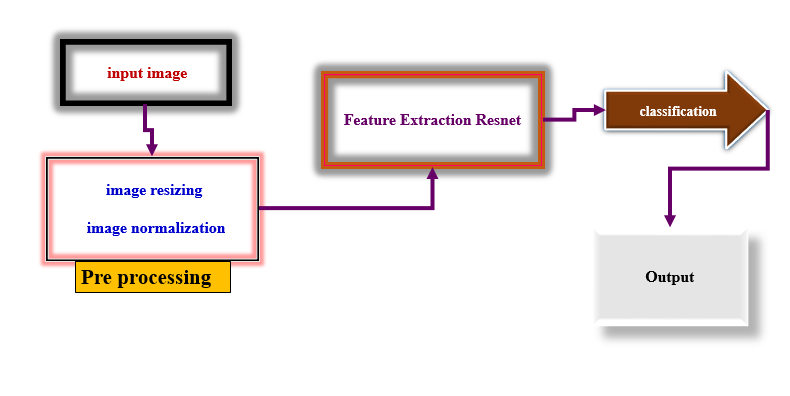 input image
image resizing
image normalization
Pre processing
Feature Extraction Resnet
classification
Output